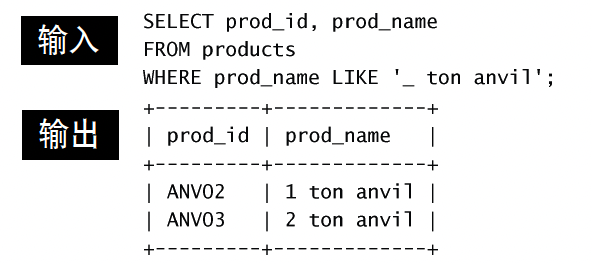 输入
SELECT prod_id, prod_name
FROM products
WHERE prod_name LIKE '_ ton anvil';
输出
+---------+-------------+
| prod_id | prod_name   |
+---------+-------------+
| ANV02   | 1 ton anvil |
| ANV03   | 2 ton anvil |
+---------+-------------+